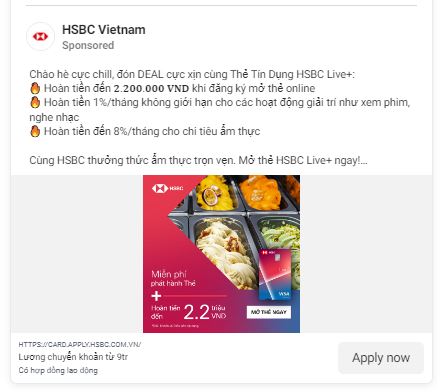 HSBC Vietnam
Sponsored
Chào hè cực chill, đón DEAL cực xịn cùng Thẻ Tín Dụng HSBC Live+:
🔥 Hoàn tiền đến 2.200.000 VND khi đăng ký mở thẻ online
🔥 Hoàn tiền 1%/tháng không giới hạn cho các hoạt động giải trí như xem phim,
nghe nhạc
🔥 Hoàn tiền đến 8%/tháng cho chi tiêu ẩm thực
Cùng HSBC thưởng thức ẩm thực trọn vẹn. Mở thẻ HSBC Live+ ngay!...
HSBC
Miễn phí
phát hành Thẻ
+
Hoàn tiền
đến 2.2 triệu
VND
MỞ THẺ NGAY
VISA
HTTPS://CARD.APPLY.HSBC.COM.VN/
Lương chuyển khoản từ 9tr
Có hợp đồng lao động
Apply now